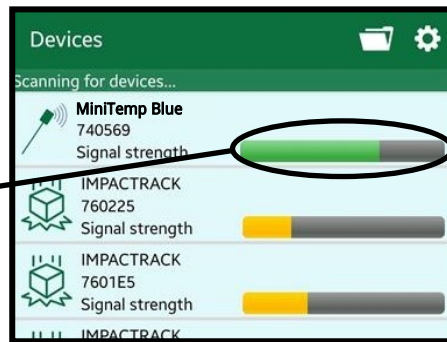 Devices
Scanning for devices...
MiniTemp Blue
740569
Signal strength
IMPACTRACK
760225
Signal strength
IMPACTRACK
7601E5
Signal strength
IMPACTRACK